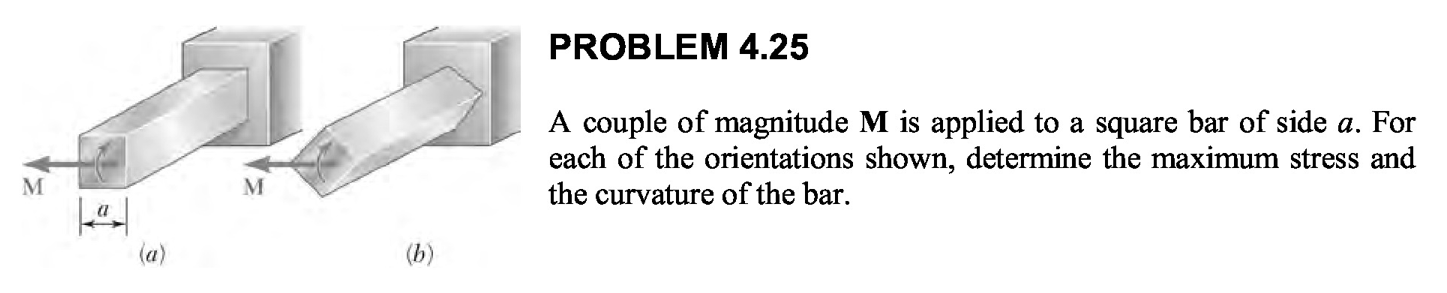 PROBLEM 4.25
A couple of magnitude M is applied to a square bar of side a. For
each of the orientations shown, determine the maximum stress and
the curvature of the bar.
M
a
(a)
M
(b)